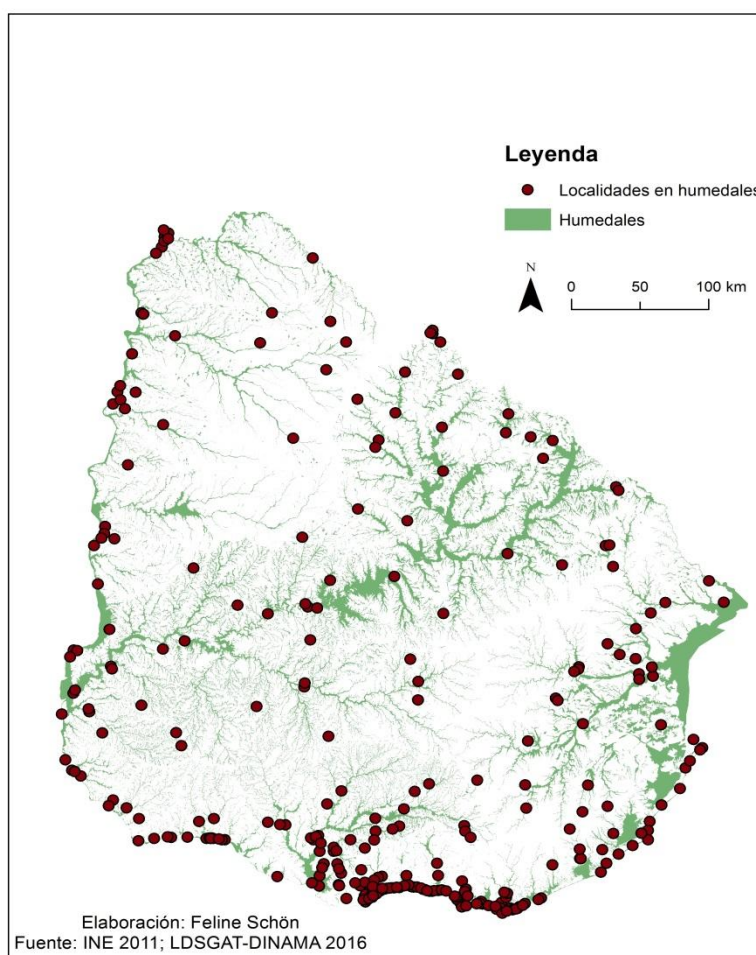 Leyenda
Localidades en humedales
Humedales
N
0 50 100 km
Elaboración: Feline Schön
Fuente: INE 2011; LDSGAT-DINAMA 2016